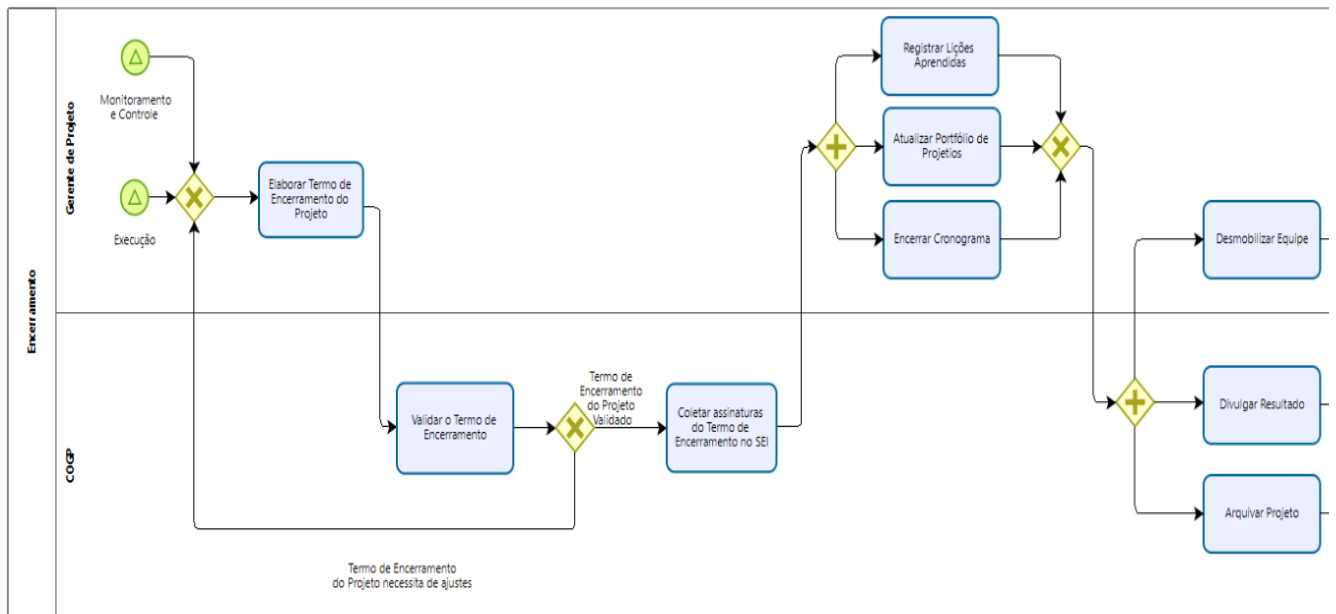 Encerramento
Gerente de Projeto
Monitoramento
e Controle
Execução
Elaborar Termo de
Encerramento do
Projeto
Registrar Lições
Aprendidas
Atualizar Portfólio de
Projetios
Encerrar Cronograma
Desmobilizar Equipe
COGP
Validar o Termo de
Encerramento
Termo de
Encerramento
do Projeto
Validado
Coletar assinaturas
do Termo de
Encerramento no SEI
Divulgar Resultado
Arquivar Projeto
Termo de Encerramento
do Projeto necessita de ajustes